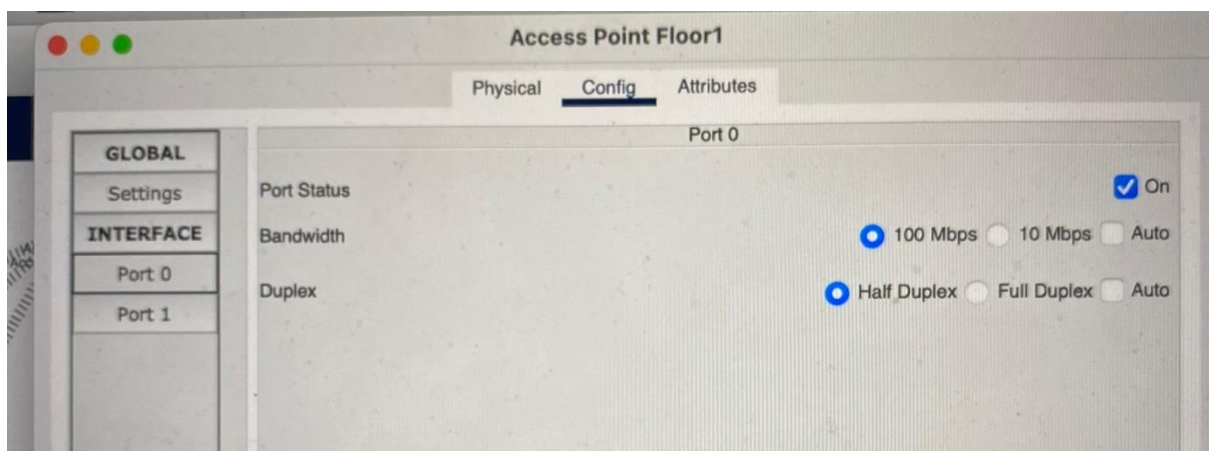 Access Point Floor1
Physical Config Attributes
GLOBAL
Settings
INTERFACE
Port 0
Port 1
Port 0
Port Status On
Bandwidth 100 Mbps 10 Mbps Auto
Duplex Half Duplex Full Duplex Auto